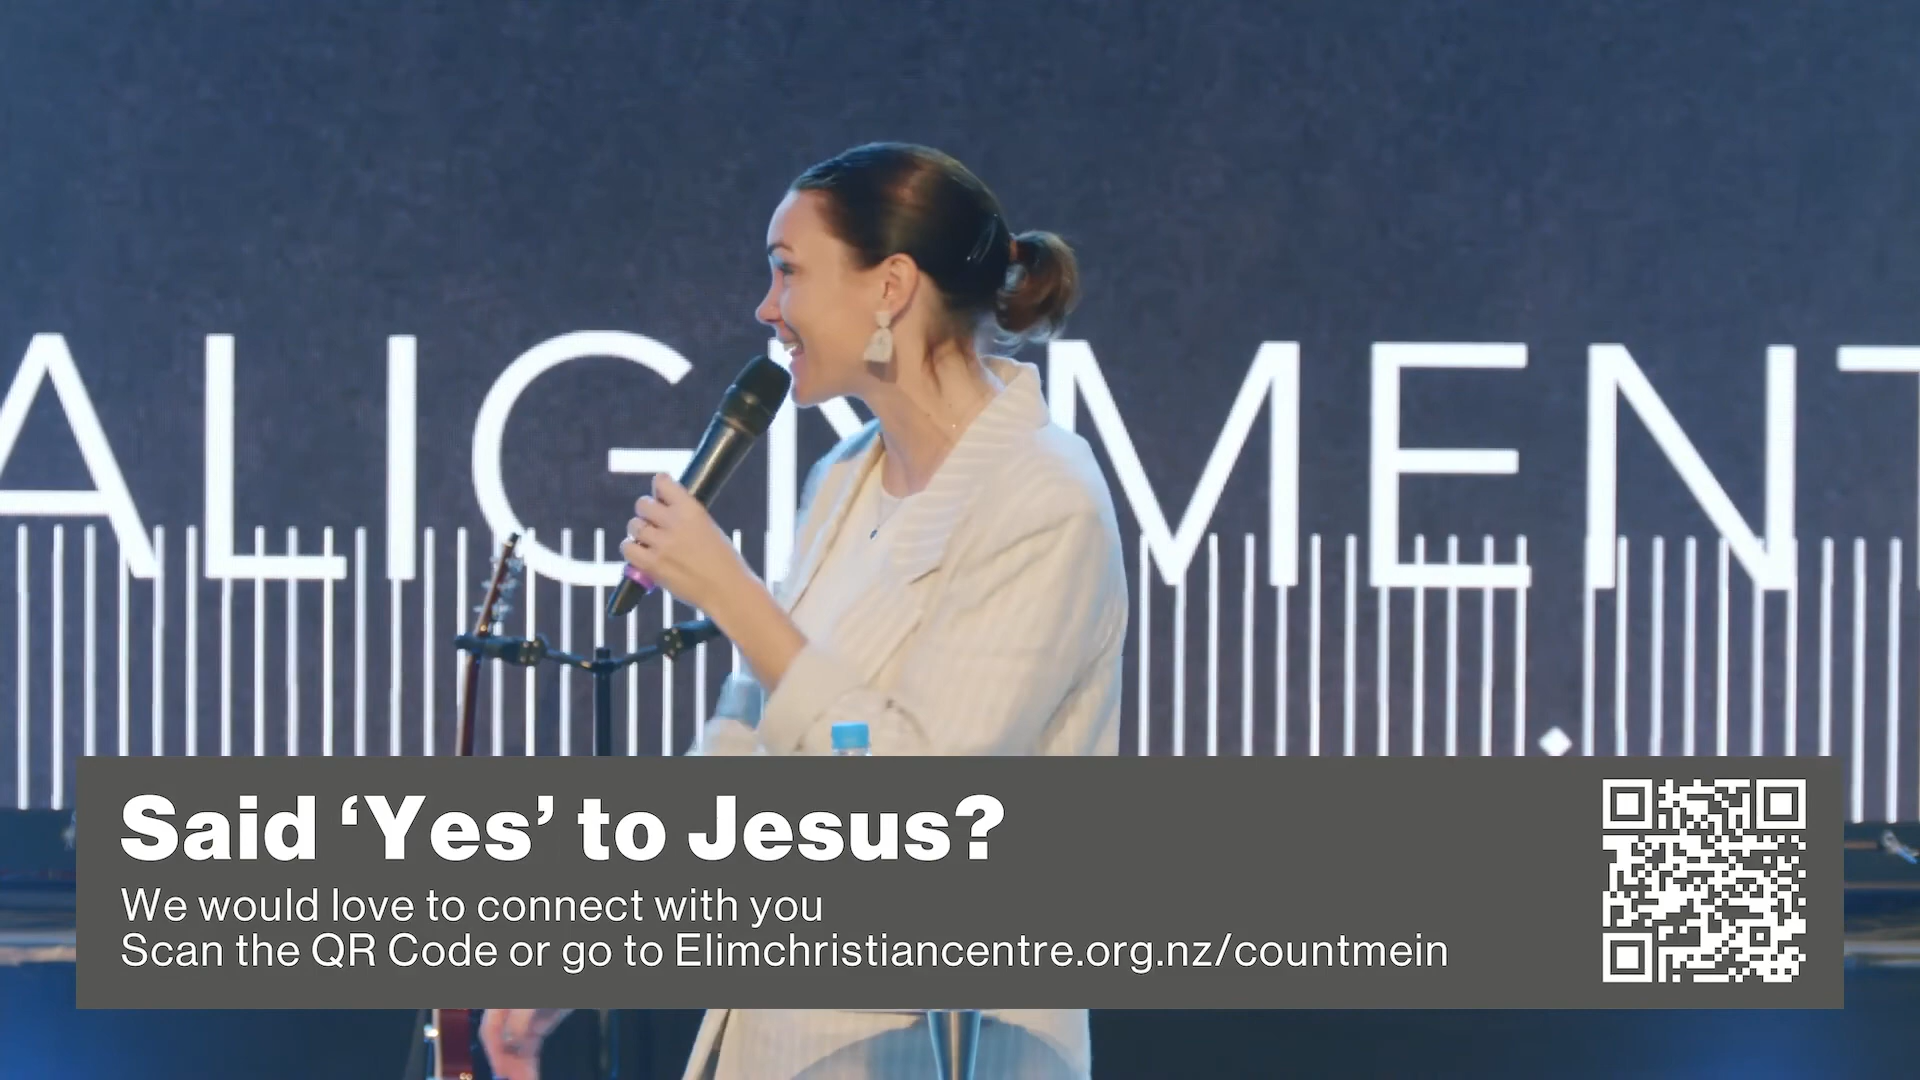 ALIGNMENT
Said ‘Yes’ to Jesus?
We would love to connect with you
Scan the QR Code or go to Elimchristiancentre.org.nz/countmein